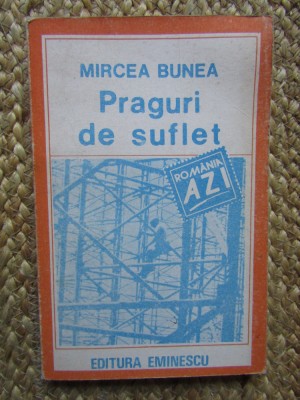 MIRCEA BUNEA
Praguri
de suflet
ROMÂNIA
AZI
EDITURA EMINESCU